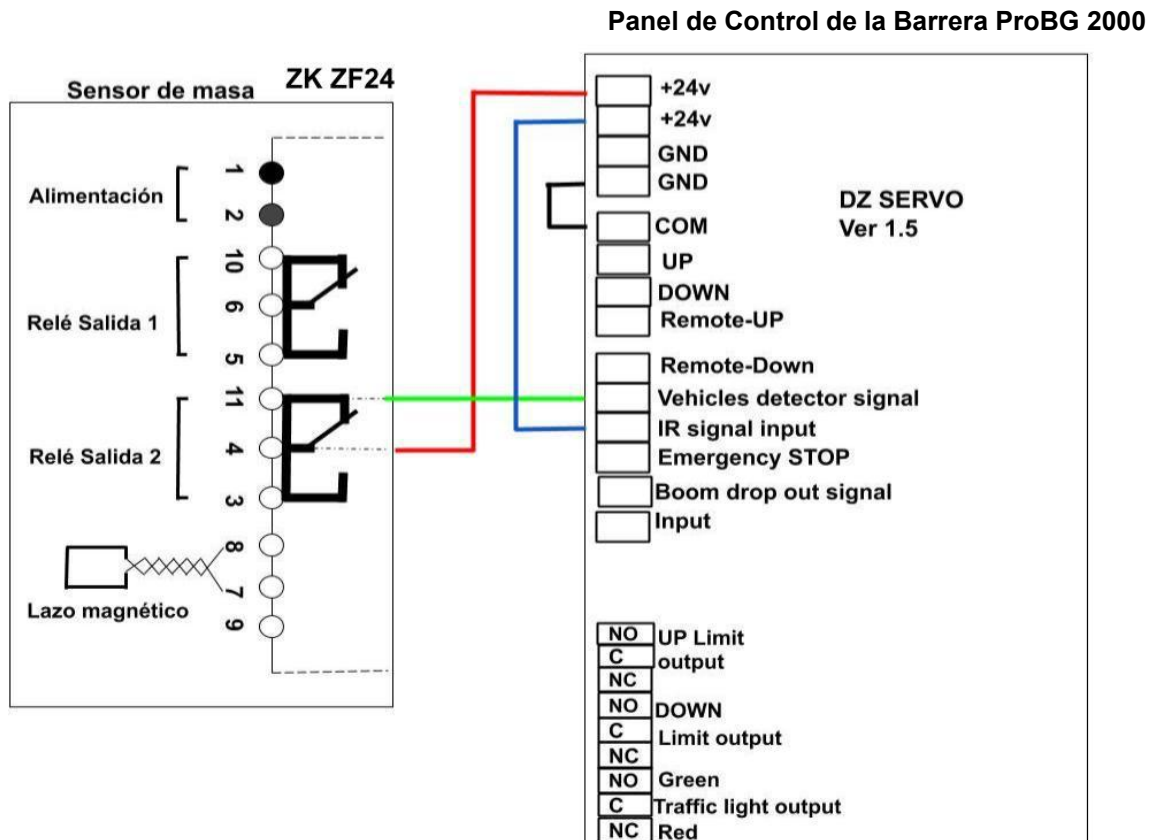 Panel de Control de la Barrera ProBG 2000
Sensor de masa
ZK ZF24
Alimentación
1
2
Relé Salida 1
10
6
5
Relé Salida 2
11
4
3
8
7
9
Lazo magnético
+24v
+24v
GND
GND
COM
UP
DOWN
Remote-UP
Remote-Down
Vehicles detector signal
IR signal input
Emergency STOP
Boom drop out signal
Input
DZ SERVO
Ver 1.5
NO UP Limit
C output
NC
NO DOWN
C Limit output
NC
NO Green
C Traffic light output
NC Red